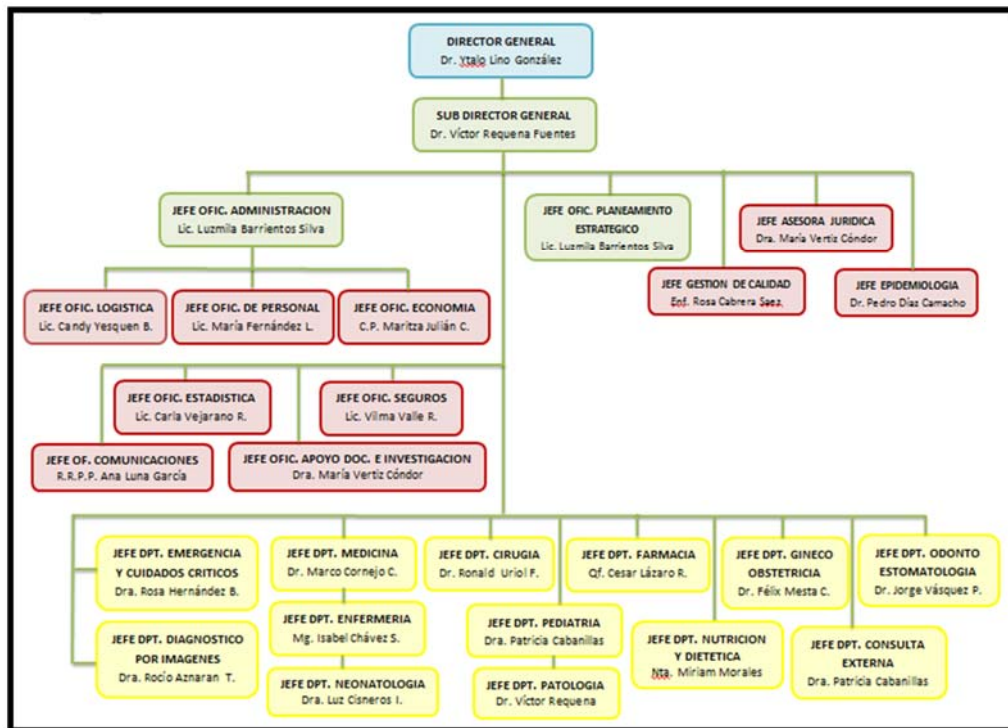 DIRECTOR GENERAL
Dr. Ytalo Lino González
SUB DIRECTOR GENERAL
Dr. Víctor Requena Fuentes
JEFE OFIC. ADMINISTRACION
Lic. Luzmila Barrientos Silva
JEFE OFIC. PLANEAMIENTO
ESTRATEGICO
Lic. Luzmila Barrientos Silva
JEFE ASESORA JURIDICA
Dra. María Vertiz Cóndor
JEFE GESTION DE CALIDAD
Enf. Rosa Cabrera Saez.
JEFE EPIDEMIOLOGIA
Dr. Pedro Díaz Camacho
JEFE OFIC. LOGISTICA
Lic. Candy Yesquen B.
JEFE OFIC. DE PERSONAL
Lic. María Fernández L.
JEFE OFIC. ECONOMIA
C.P. Maritza Julián C.
JEFE OFIC. ESTADISTICA
Lic. Carla Vejarano R.
JEFE OFIC. SEGUROS
Lic. Vilma Valle R.
JEFE OF. COMUNICACIONES
R.R.P.P. Ana Luna García
JEFE OFIC. APOYO DOC. E INVESTIGACION
Dra. María Vertiz Cóndor
JEFE DPT. EMERGENCIA
Y CUIDADOS CRITICOS
Dra. Rosa Hernández B.
JEFE DPT. MEDICINA
Dr. Marco Cornejo C.
JEFE DPT. CIRUGIA
Dr. Ronald Uriol F.
JEFE DPT. FARMACIA
Qf. Cesar Lázaro R.
JEFE DPT. GINECO
OBSTETRICIA
Dr. Félix Mesta C.
JEFE DPT. ODONTO
ESTOMATOLOGIA
Dr. Jorge Vásquez P.
JEFE DPT. ENFERMERIA
Mg. Isabel Chávez S.
JEFE DPT. PEDIATRIA
Dra. Patricia Cabanillas
JEFE DPT. DIAGNOSTICO
POR IMAGENES
Dra. Rocío Aznaran T.
JEFE DPT. NUTRICION
Y DIETETICA
Nta. Miriam Morales
JEFE DPT. CONSULTA
EXTERNA
Dra. Patricia Cabanillas
JEFE DPT. NEONATOLOGIA
Dra. Luz Cisneros I.
JEFE DPT. PATOLOGIA
Dr. Víctor Requena